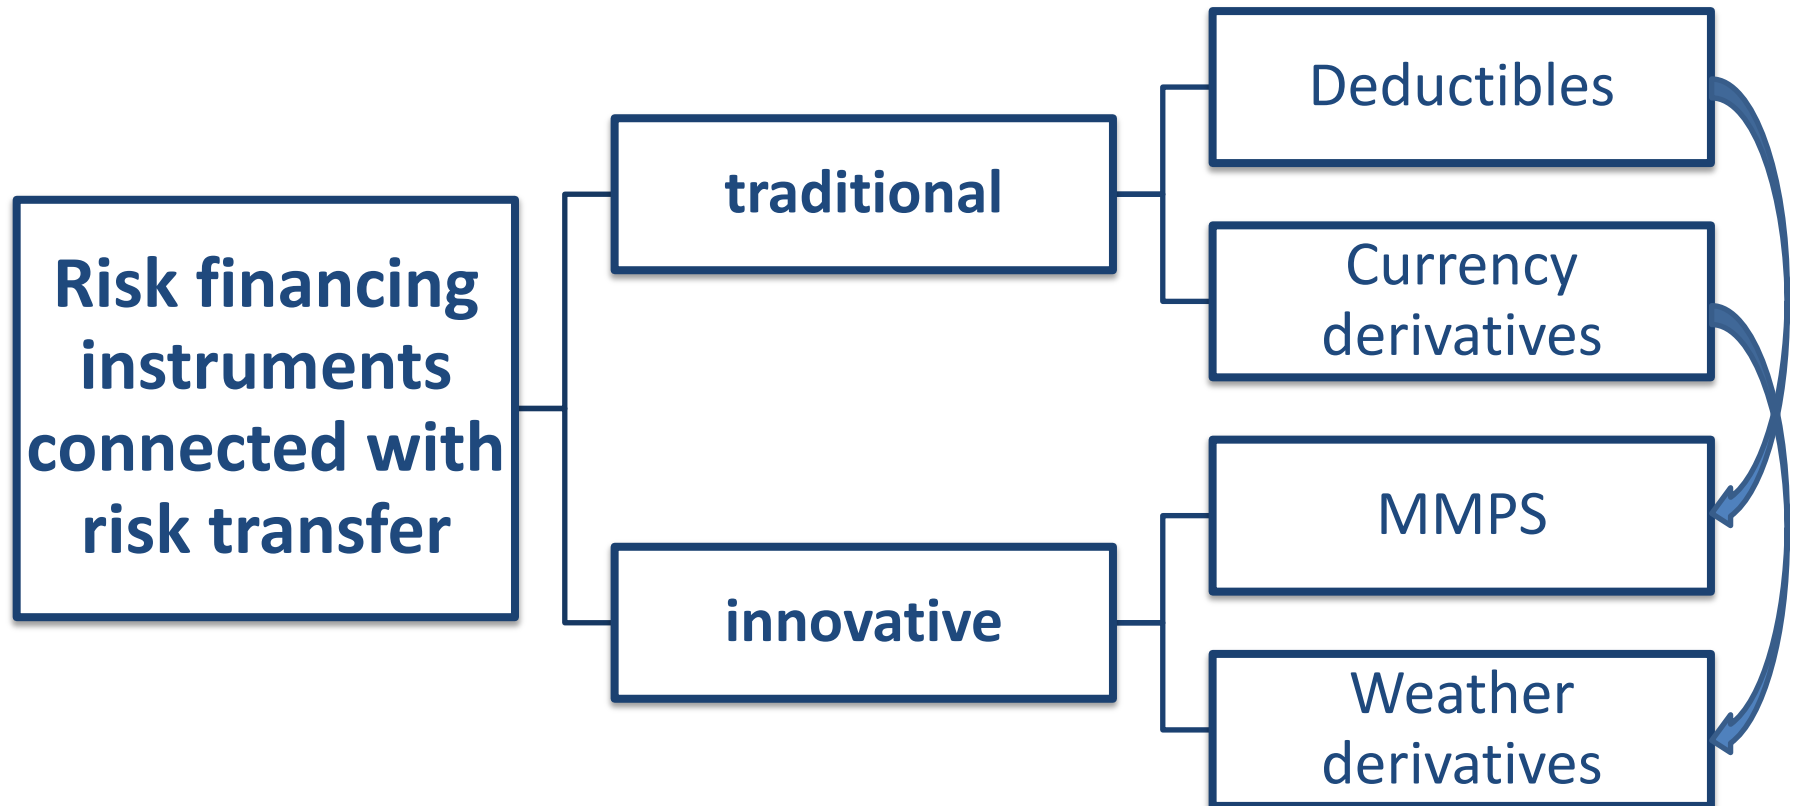 Risk financing
instruments
connected with
risk transfer
traditional
innovative
Deductibles
Currency
derivatives
MMPS
Weather
derivatives